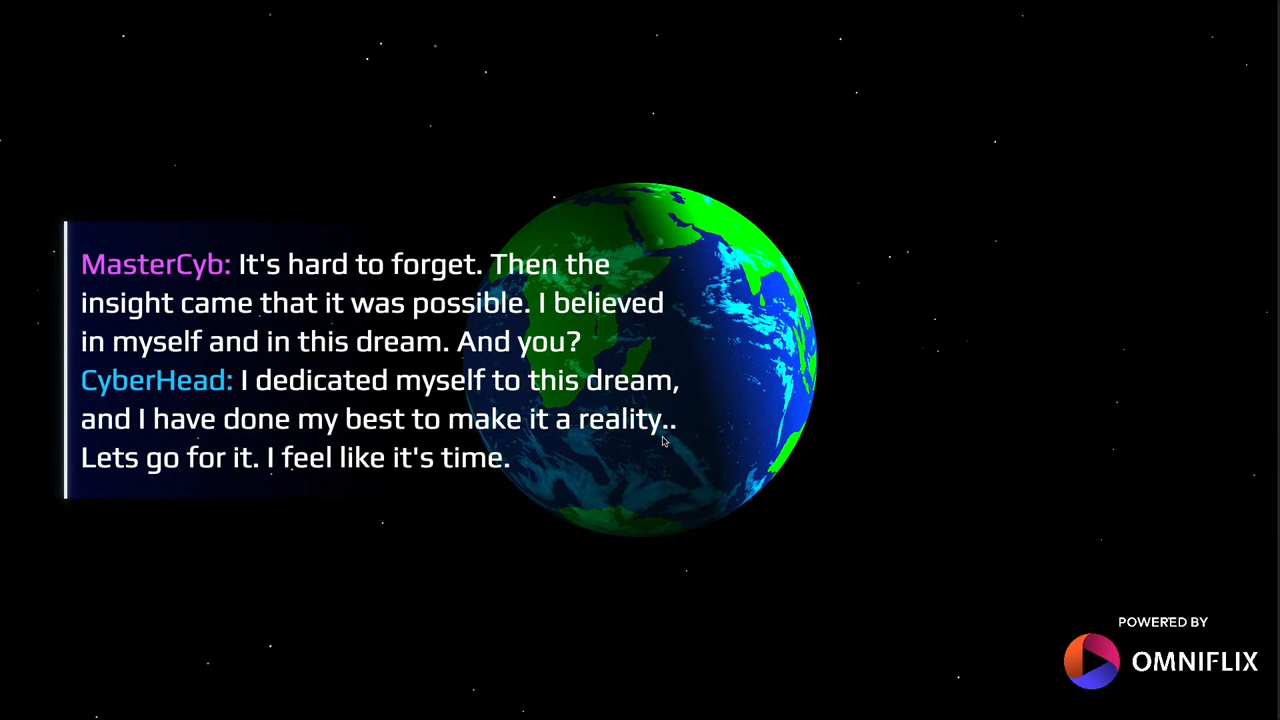 MasterCyb: It's hard to forget. Then the
insight came that it was possible. I believed
in myself and in this dream. And you?
CyberHead: I dedicated myself to this dream,
and I have done my best to make it a reality..
Lets go for it. I feel like it's time.
POWERED BY
OMNIFLIX